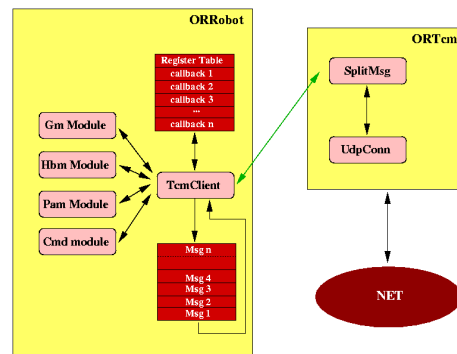 ORRobot
Register Table
callback 1
callback 2
callback 3
...
callback n
Gm Module
Hbm Module
Pam Module
Cmd module
TcmClient
Msg n
Msg 4
Msg 3
Msg 2
Msg 1
ORTcm
SplitMsg
UdpConn
NET